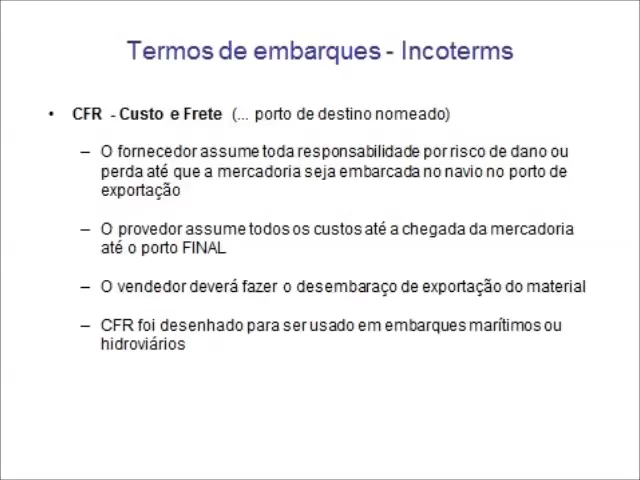 Termos de embarques - Incoterms
• CFR - Custo e Frete (... porto de destino nomeado)
– O fornecedor assume toda responsabilidade por risco de dano ou
perda até que a mercadoria seja embarcada no navio no porto de
exportação
– O provedor assume todos os custos até a chegada da mercadoria
até o porto FINAL
– O vendedor deverá fazer o desembaraço de exportação do material
– CFR foi desenhado para ser usado em embarques marítimos ou
hidroviários